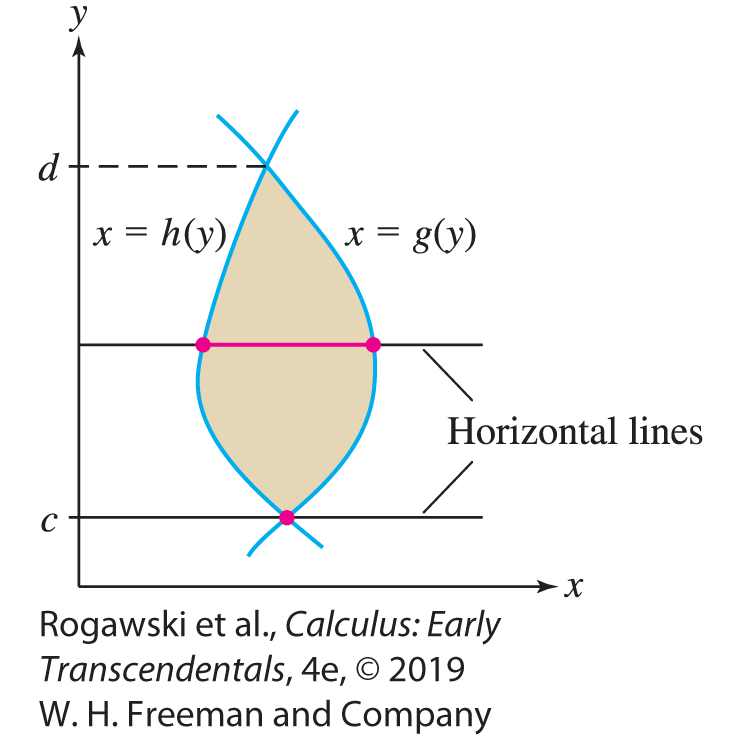 y
d
x = h(y)
x = g(y)
Horizontal lines
c
x
Rogawski et al., Calculus: Early
Transcendentals, 4e, © 2019
W. H. Freeman and Company